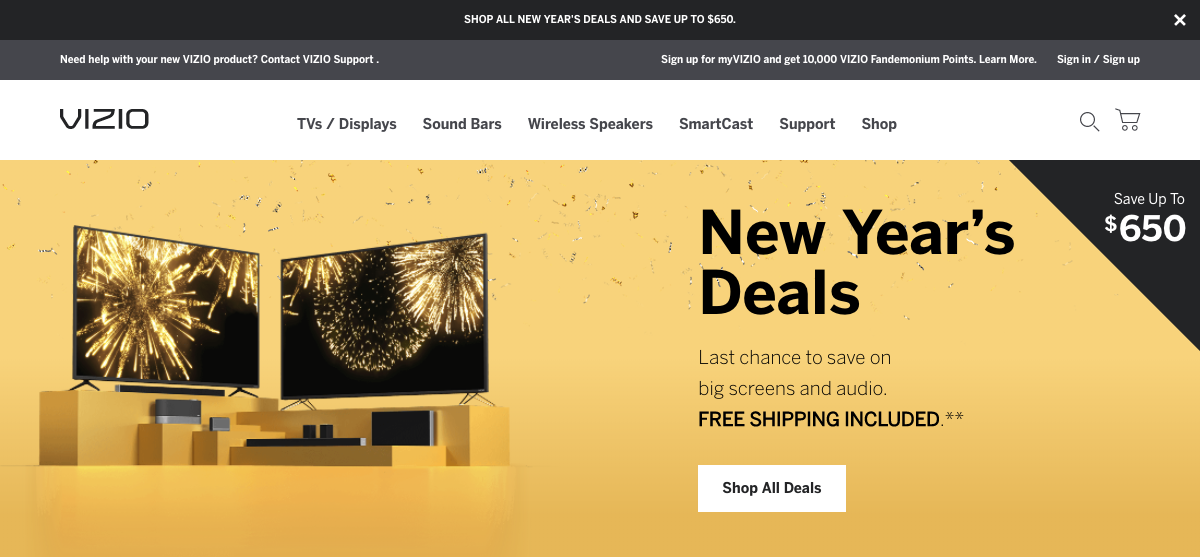 SHOP ALL NEW YEAR'S DEALS AND SAVE UP TO $650.
Need help with your new VIZIO product? Contact VIZIO Support .
Sign up for myVIZIO and get 10,000 VIZIO Fandemonium Points. Learn More.
Sign in / Sign up
VIZIO
TVs / Displays
Sound Bars
Wireless Speakers
SmartCast
Support
Shop
Save Up To
$650
New Year's
Deals
Last chance to save on
big screens and audio.
FREE SHIPPING INCLUDED.**
Shop All Deals